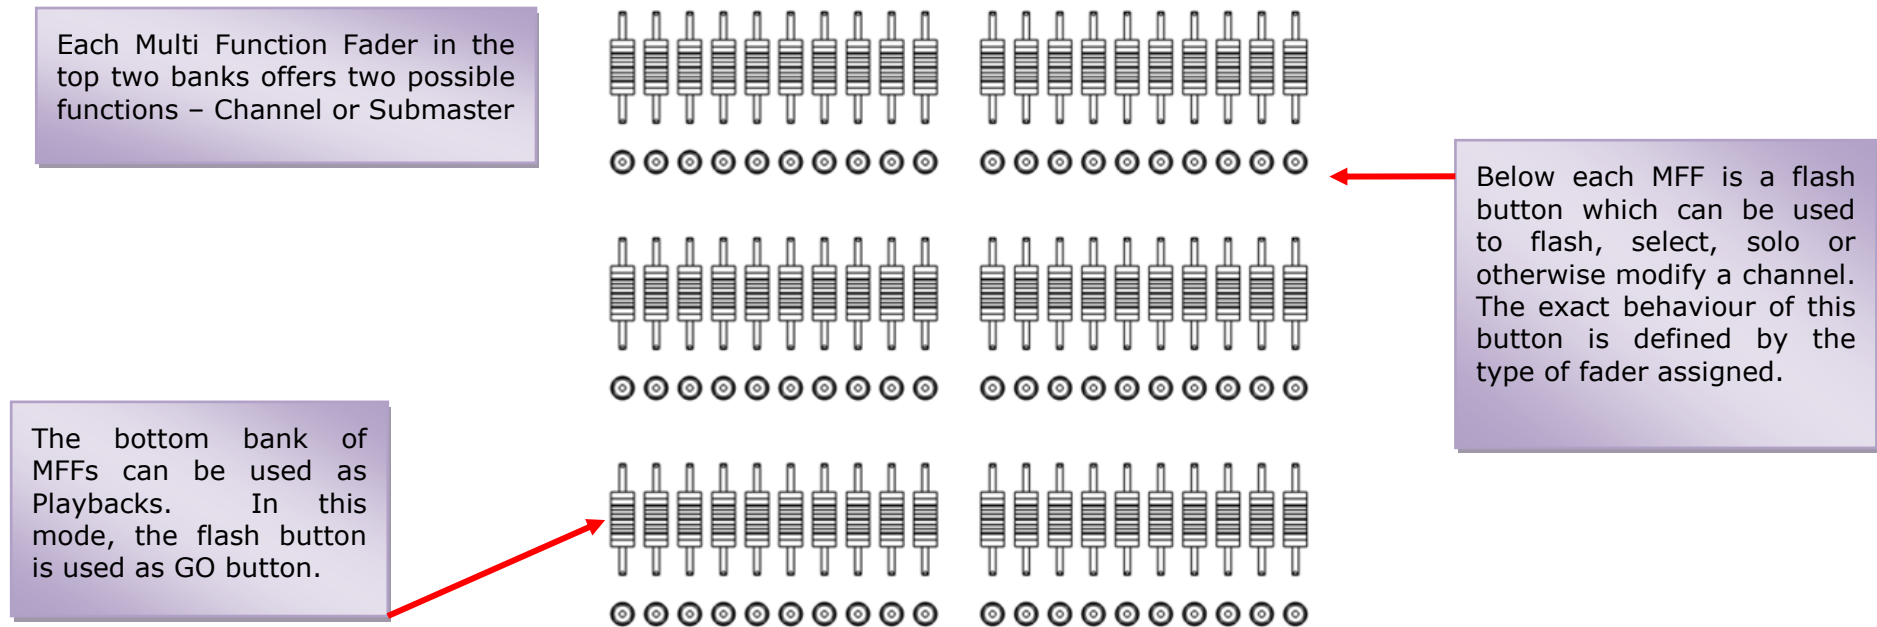 Each Multi Function Fader in the
top two banks offers two possible
functions – Channel or Submaster
Below each MFF is a flash
button which can be used
to flash, select, solo or
otherwise modify a channel.
The exact behaviour of this
button is defined by the
type of fader assigned.
The bottom bank of
MFFs can be used as
Playbacks. In this
mode, the flash button
is used as GO button.